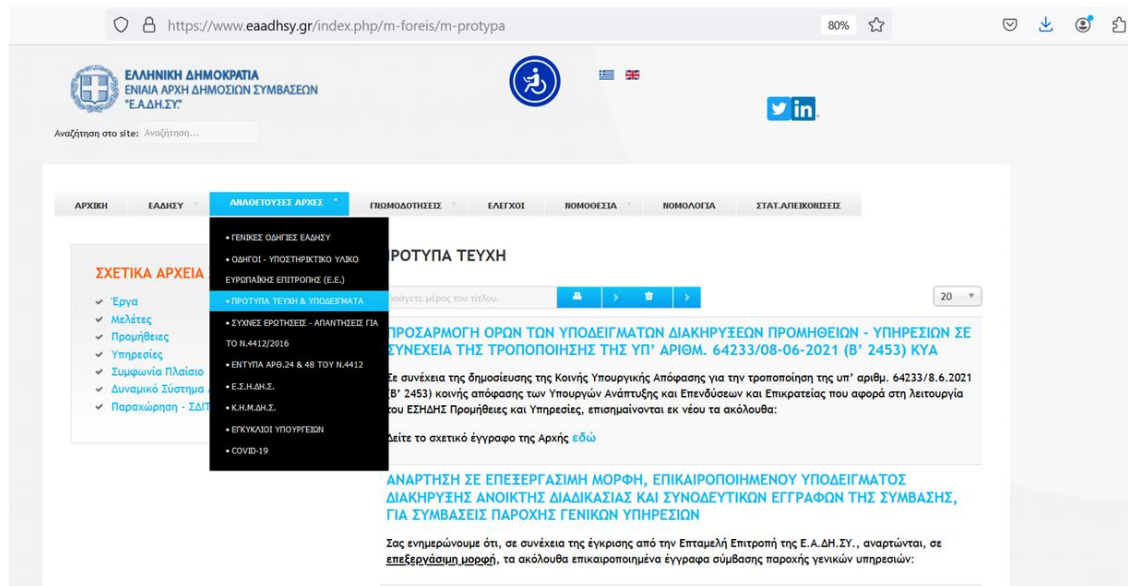 https://www.eaadhsy.gr/index.php/m-foreis/m-protypa
80%
ΕΛΛΗΝΙΚΗ ΔΗΜΟΚΡΑΤΙΑ
ΕΝΙΑΙΑ ΑΡΧΗ ΔΗΜΟΣΙΩΝ ΣΥΜΒΑΣΕΩΝ
"Ε.Α.ΔΗ.ΣΥ."
in
Αναζήτηση στο site: Αναζήτηση...
ΑΡΧΙΚΗ ΕΑΔΗΣΥ ΑΝΑΘΕΤΟΥΣΕΣ ΑΡΧΕΣ ΓΝΩΜΟΔΟΤΗΣΕΙΣ ΕΛΕΓΧΟΙ ΝΟΜΟΘΕΣΙΑ ΝΟΜΟΛΟΓΙΑ ΣΤΑΤ.ΑΠΕΙΚΟΝΙΣΕΙΣ
ΣΧΕΤΙΚΑ ΑΡΧΕΙΑ
Έργα
Μελέτες
Προμήθειες
Υπηρεσίες
Συμφωνία Πλαίσιο
Δυναμικό Σύστημα
Παραχώρηση - ΣΔΙΤ
• ΓΕΝΙΚΕΣ ΟΔΗΓΙΕΣ ΕΑΔΗΣΥ
• ΟΔΗΓΟΙ - ΥΠΟΣΤΗΡΙΚΤΙΚΟ ΥΛΙΚΟ
ΕΥΡΩΠΑΪΚΗΣ ΕΠΙΤΡΟΠΗΣ (Ε.Ε.)
• ΠΡΟΤΥΠΑ ΤΕΥΧΗ & ΥΠΟΔΕΙΓΜΑΤΑ
• ΣΥΧΝΕΣ ΕΡΩΤΗΣΕΙΣ - ΑΠΑΝΤΗΣΕΙΣ ΓΙΑ
ΤΟ Ν.4412/2016
• ΕΝΤΥΠΑ ΑΡΘ.24 & 48 ΤΟΥ Ν.4412
• Ε.Σ.Η.ΔΗ.Σ.
• Κ.Η.Μ.ΔΗ.Σ.
• ΕΓΚΥΚΛΙΟΙ ΥΠΟΥΡΓΕΙΩΝ
• COVID-19
ΡΟΤΥΠΑ ΤΕΥΧΗ
σάγετε μέρος του τίτλου.
20
ΠΡΟΣΑΡΜΟΓΗ ΟΡΩΝ ΤΩΝ ΥΠΟΔΕΙΓΜΑΤΩΝ ΔΙΑΚΗΡΥΞΕΩΝ ΠΡΟΜΗΘΕΙΩΝ - ΥΠΗΡΕΣΙΩΝ ΣΕ
ΣΥΝΕΧΕΙΑ ΤΗΣ ΤΡΟΠΟΠΟΙΗΣΗΣ ΤΗΣ ΥΠ' ΑΡΙΘΜ. 64233/08-06-2021 (Β' 2453) ΚΥΑ
Σε συνέχεια της δημοσίευσης της Κοινής Υπουργικής Απόφασης για την τροποποίηση της υπ' αριθμ. 64233/8.6.2021
(Β' 2453) κοινής απόφασης των Υπουργών Ανάπτυξης και Επενδύσεων και Επικρατείας που αφορά στη λειτουργία
του ΕΣΗΔΗΣ Προμήθειες και Υπηρεσίες, επισημαίνονται εκ νέου τα ακόλουθα:
Δείτε το σχετικό έγγραφο της Αρχής εδώ
ΑΝΑΡΤΗΣΗ ΣΕ ΕΠΕΞΕΡΓΑΣΙΜΗ ΜΟΡΦΗ, ΕΠΙΚΑΙΡΟΠΟΙΗΜΕΝΟΥ ΥΠΟΔΕΙΓΜΑΤΟΣ
ΔΙΑΚΗΡΥΞΗΣ ΑΝΟΙΚΤΗΣ ΔΙΑΔΙΚΑΣΙΑΣ ΚΑΙ ΣΥΝΟΔΕΥΤΙΚΩΝ ΕΓΓΡΑΦΩΝ ΤΗΣ ΣΥΜΒΑΣΗΣ,
ΓΙΑ ΣΥΜΒΑΣΕΙΣ ΠΑΡΟΧΗΣ ΓΕΝΙΚΩΝ ΥΠΗΡΕΣΙΩΝ
Σας ενημερώνουμε ότι, σε συνέχεια της έγκρισης από την Επταμελή Επιτροπή της Ε.Α.ΔΗ.ΣΥ., αναρτώνται, σε
επεξεργάσιμη μορφή, τα ακόλουθα επικαιροποιημένα έγγραφα σύμβασης παροχής γενικών υπηρεσιών: